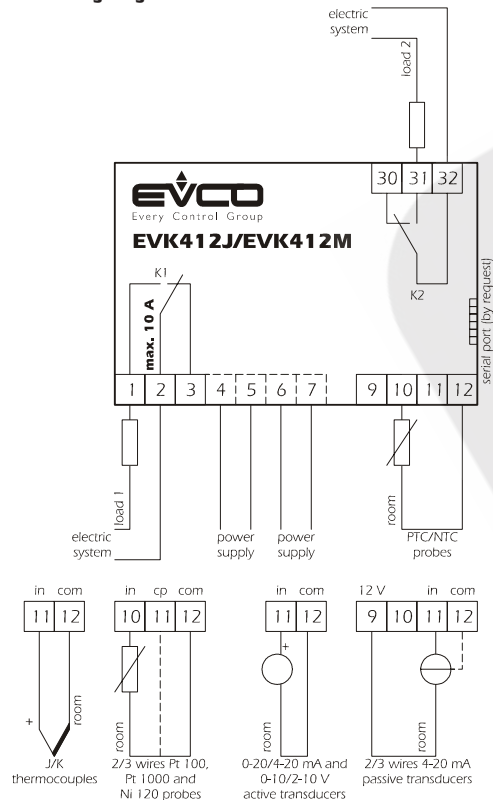 electric
system
load 2
30 31 32
EVCO
Every Control Group
EVK412J/EVK412M
K1
K2
max. 10 A
serial port (by request)
1 2 3 4 5 6 7 9 10 11 12
load 1
room
electric
system
power
supply
power
supply
PTC/NTC
probes
in com
11 12
+
room
J/K
thermocouples
in cp com
10 11 12
room
2/3 wires Pt 100,
Pt 1000 and
Ni 120 probes
in com
11 12
+
room
0-20/4-20 mA and
0-10/2-10 V
active transducers
12 V in com
9 10 11 12
room
2/3 wires 4-20 mA
passive transducers